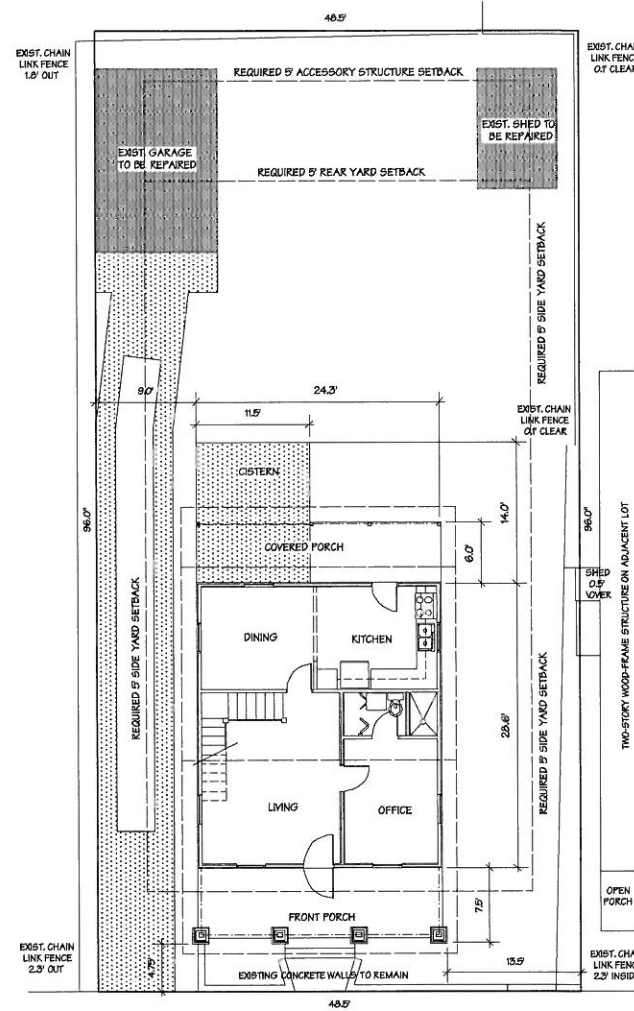 48.5'
EXIST. CHAIN
LINK FENCE
1.8' OUT
EXIST. CHAI
LINK FENC
0.1' CLEAR
REQUIRED 5' ACCESSORY STRUCTURE SETBACK
EXIST. GARAGE
TO BE REPAIRED
EXIST. SHED TO
BE REPAIRED
REQUIRED 5' REAR YARD SETBACK
REQUIRED 5' SIDE YARD SETBACK
9.0'
24.3'
11.5'
EXIST. CHAIN
LINK FENCE
0.1' CLEAR
CISTERN
14.0'
96.0'
96.0'
COVERED PORCH
6.0'
SHED
0.5'
OVER
TWO-STORY WOOD-FRAME STRUCTURE ON ADJACENT LOT
DINING
KITCHEN
REQUIRED 5' SIDE YARD SETBACK
REQUIRED 5' SIDE YARD SETBACK
28.6'
LIVING
OFFICE
OPEN
PORCH
FRONT PORCH
7.5'
EXIST. CHAIN
LINK FENCE
2.3' OUT
4.75'
EXISTING CONCRETE WALLS TO REMAIN
13.5'
EXIST. CHA
LINK FENC
2.3' INSID
48.5'